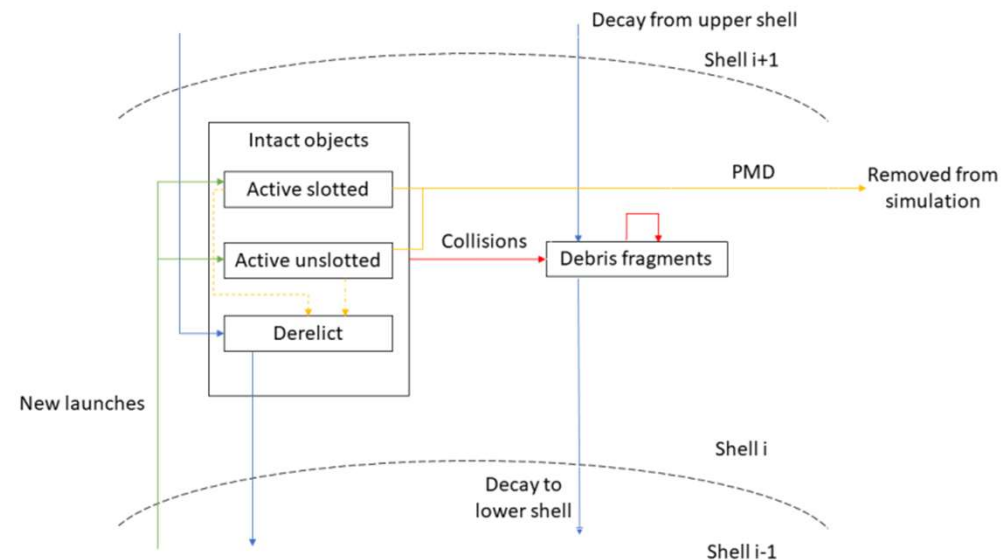 Decay from upper shell
Shell i+1
Intact objects
Active slotted
PMD
Removed from
simulation
Active unslotted
Collisions
Debris fragments
Derelict
New launches
Shell i
Decay to
lower shell
Shell i-1